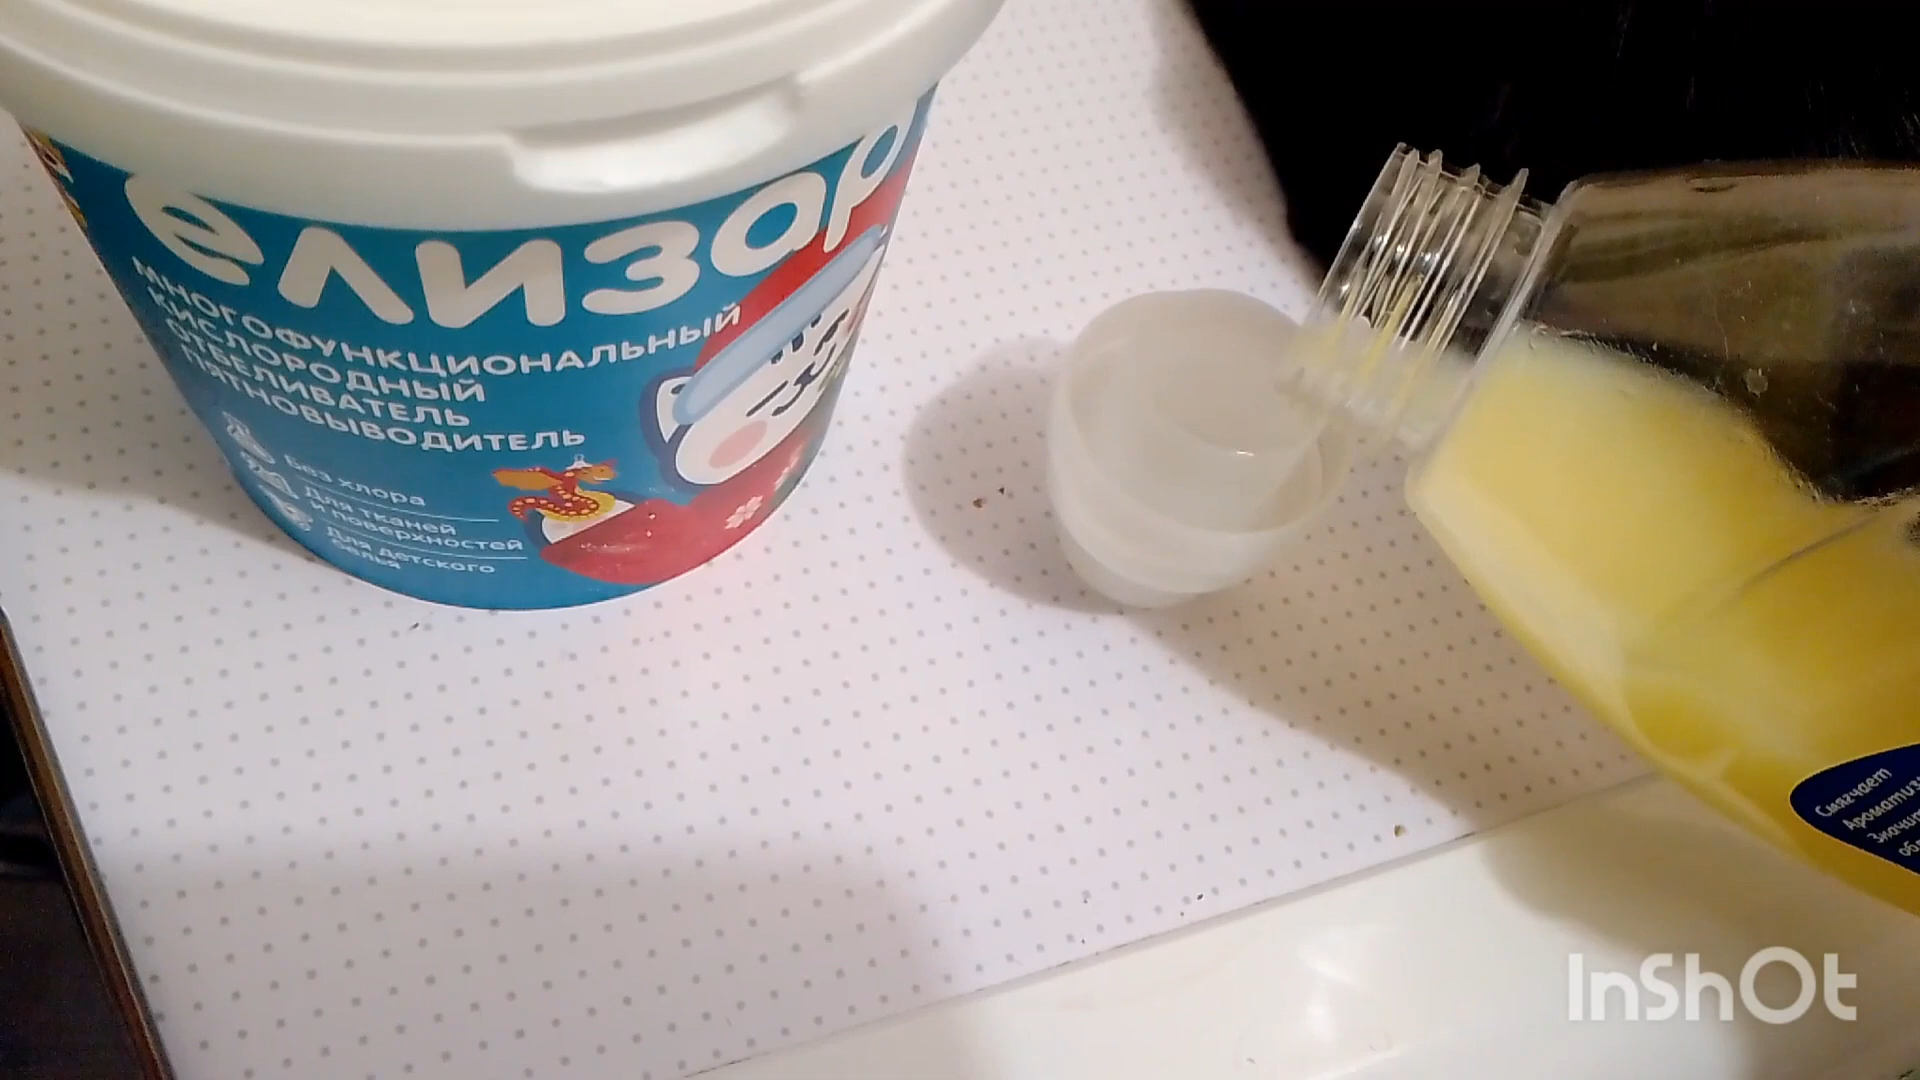 елизар
МНОГОФУНКЦИОНАЛЬНЫЙ
КИСЛОРОДНЫЙ
ОТБЕЛИВАТЕЛЬ
ПЯТНОВЫВОДИТЕЛЬ
Без хлора
Для тканей
и поверхностей
Для детского
белья
Смягчает
InShOt